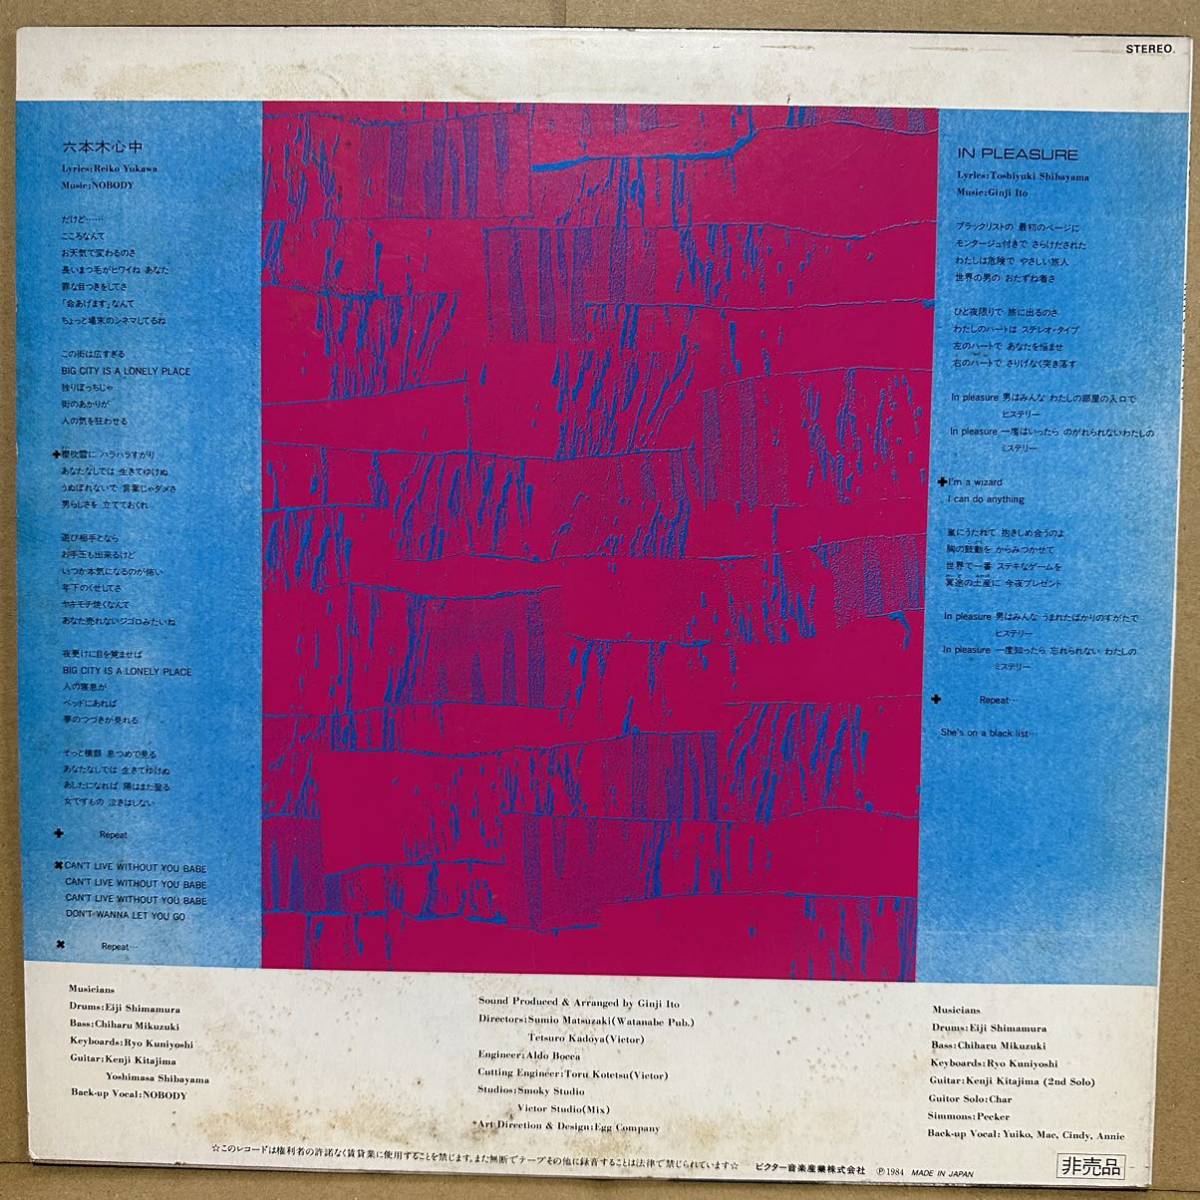 STEREO
六本木心中
Lyrics:Reiko Yukawa
Music:NOBODY
だけど……
こころなんて
お天気で変わるのさ
長いまつ毛がヒワイね あなた
罪な目つきをしてさ
「命あげます」なんて
ちょっと場末のシネマしてるね
この街は広すぎる
BIG CITY IS A LONELY PLACE
独りぼっちじゃ
街のあかりが
人の気を狂わせる
✚櫻吹雪に ハラハラすがり
あなたなしでは 生きてゆけぬ
うぬぼれないで 言葉じゃダメさ
男らしさを 立てておくれ
遊び相手となら
お手玉も出来るけど
いつか本気になるのが怖い
年下のくせしてさ
ヤキモチ焼くなんて
あなた売れないジゴロみたいね
夜更けに目を覚ませば
BIG CITY IS A LONELY PLACE
人の寝息が
ベッドにあれば
夢のつづきが見れる
そっと横顔 息つめて見る
あなたなしでは 生きてゆけぬ
あしたになれば 陽はまた登る
女ですもの 泣きはしない
✚ Repeat
✖CAN'T LIVE WITHOUT YOU BABE
CAN'T LIVE WITHOUT YOU BABE
CAN'T LIVE WITHOUT YOU BABE
DON'T WANNA LET YOU GO
✖ Repeat…
IN PLEASURE
Lyrics:Toshiyuki Shibayama
Music:Ginji Ito
ブラックリストの 最初のページに
モンタージュ付きで さらけだされた
わたしは危険で やさしい旅人
世界の男の おたずね者さ
ひと夜限りで 旅に出るのさ
わたしのハートは ステレオ・タイプ
左のハートで あなたを悩ませ
右のハートで さりげなく突き落す
In pleasure 男はみんな わたしの部屋の入口で
ヒステリー
In pleasure 一度はいったら のがれられないわたしの
ミステリー
✚I'm a wizard
I can do anything
嵐にうたれて 抱きしめ合うのよ
胸の鼓動を からみつかせて
世界で一番 ステキなゲームを
冥途の土産に 今夜プレゼント
In pleasure 男はみんな うまれたばかりのすがたで
ヒステリー
In pleasure 一度知ったら 忘れられない わたしの
ミステリー
✚ Repeat…
She's on a black list…
Musicians
Drums:Eiji Shimamura
Bass:Chiharu Mikuzuki
Keyboards:Ryo Kuniyoshi
Guitar:Kenji Kitajima
Yoshimasa Shibayama
Back-up Vocal:NOBODY
Sound Produced & Arranged by Ginji Ito
Directors:Sumio Matsuzaki(Watanabe Pub.)
Tetsuro Kadoya(Victor)
Engineer:Aldo Bocca
Cutting Engineer:Toru Kotetsu(Victor)
Studios:Smoky Studio
Victor Studio(Mix)
Art Direction & Design:Egg Company
Musicians
Drums:Eiji Shimamura
Bass:Chiharu Mikuzuki
Keyboards:Ryo Kuniyoshi
Guitar:Kenji Kitajima (2nd Solo)
Guitor Solo:Char
Simmons:Pecker
Back-up Vocal: Yuiko, Mac, Cindy, Annie
☆このレコードは権利者の許諾なく賃貸業に使用することを禁じます。また無断でテープその他に録音することは法律で禁じられています☆
ビクター音楽産業株式会社 Ⓟ1984 MADE IN JAPAN
非売品